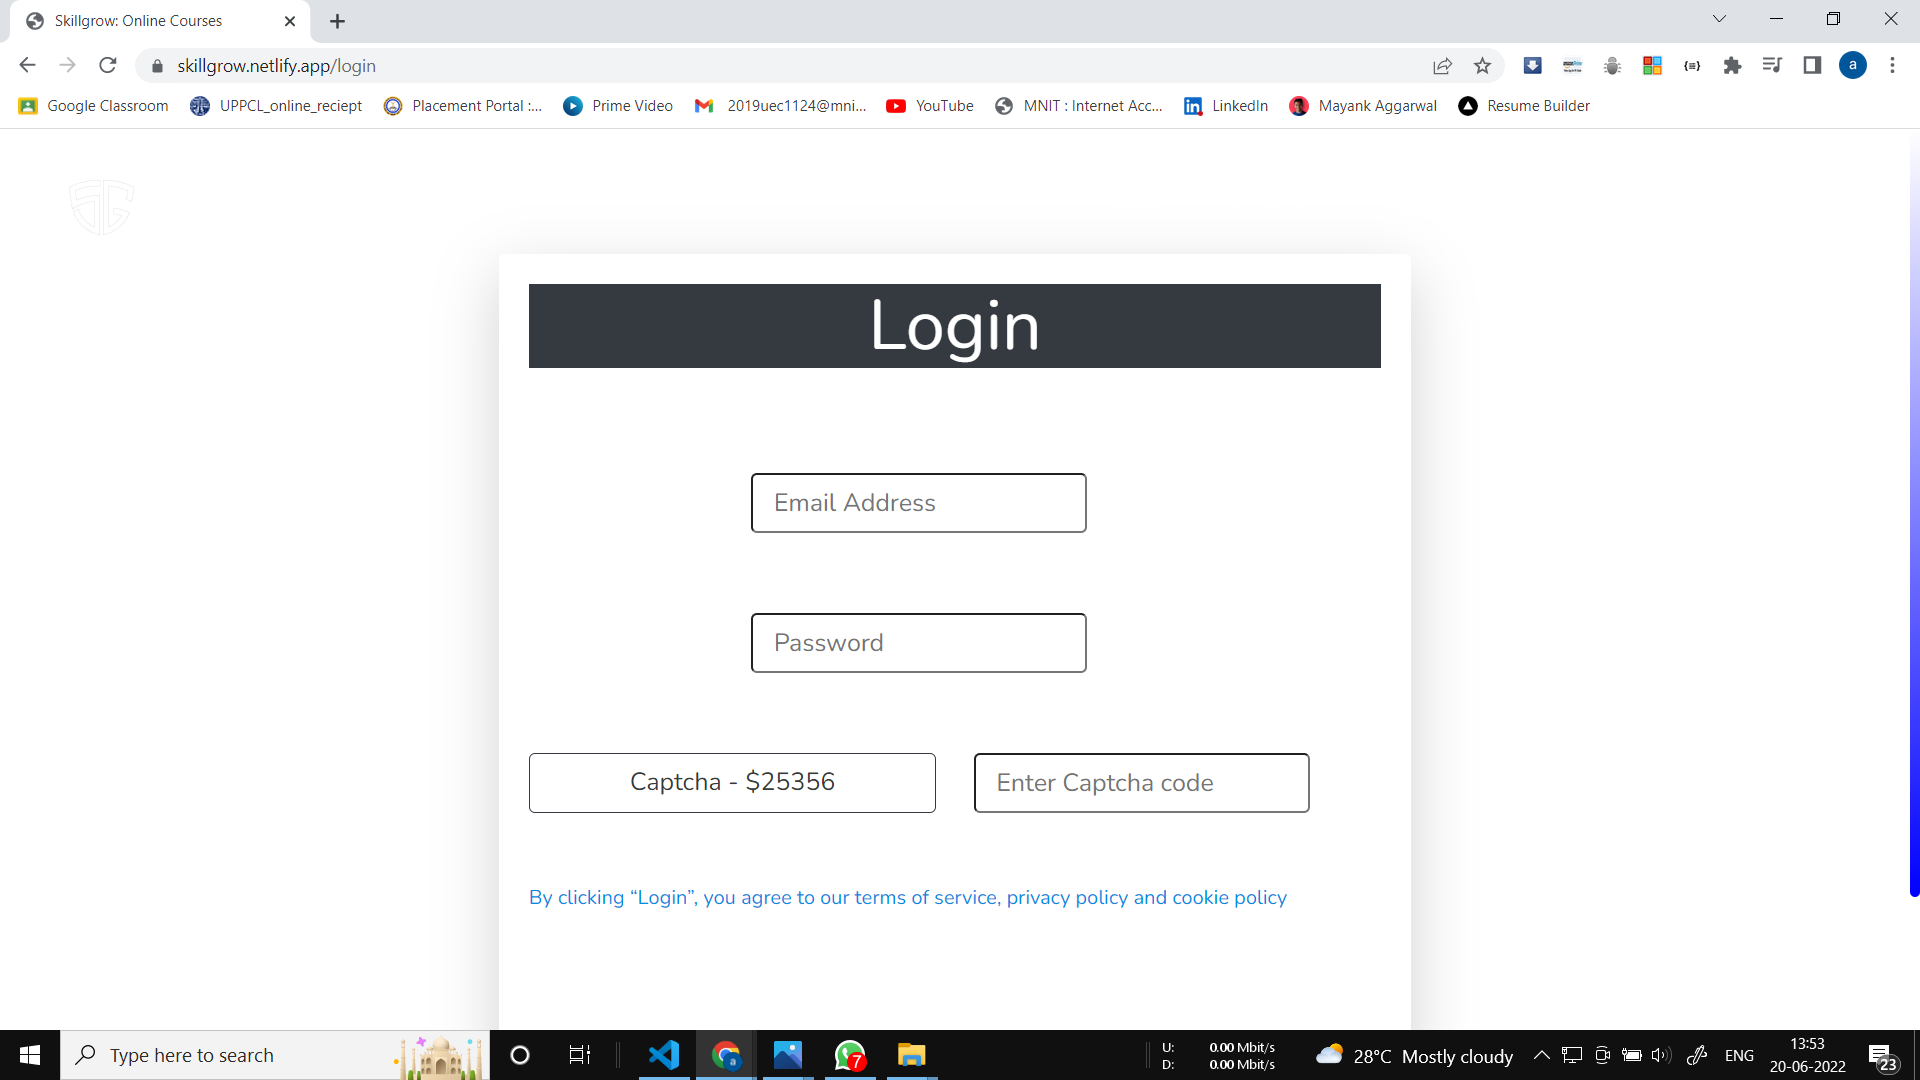 Skillgrow: Online Courses
skillgrow.netlify.app/login
a
Google Classroom UPPCL_online_reciept Placement Portal :... Prime Video 2019uec1124@mni... YouTube MNIT : Internet Acc... LinkedIn Mayank Aggarwal Resume Builder
SG
Login
Email Address
Password
Captcha - $25356 Enter Captcha code
By clicking “Login”, you agree to our terms of service, privacy policy and cookie policy
Type here to search
7
U: 0.00 Mbit/s
D: 0.00 Mbit/s
28°C Mostly cloudy
ENG
13:53
20-06-2022
23